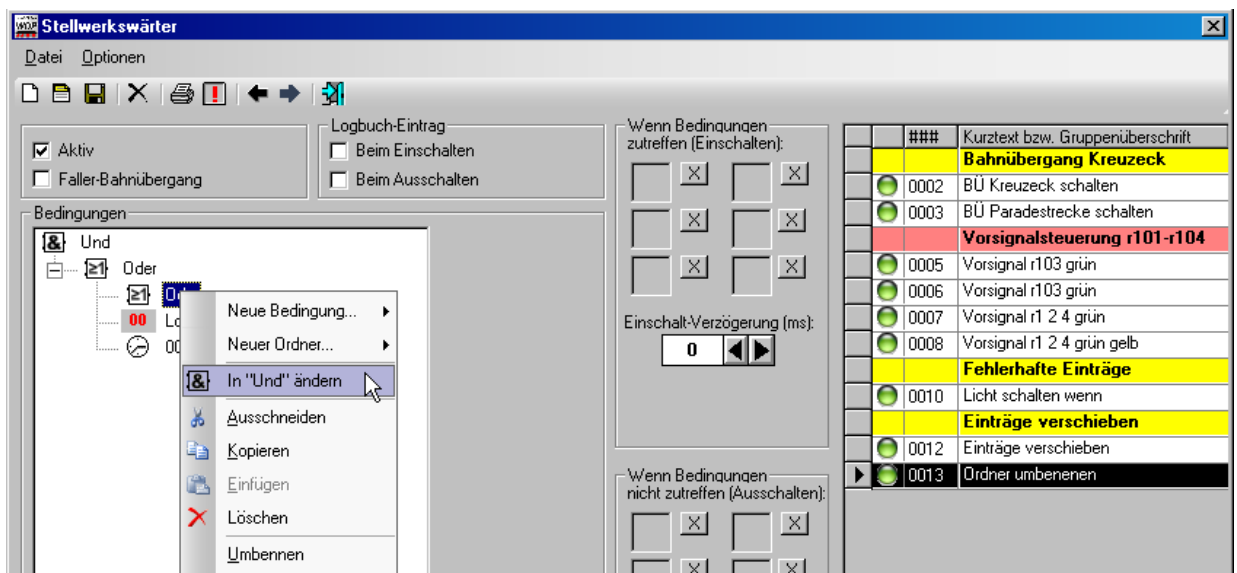 Stellwerkswärter
Datei Optionen
Aktiv
Faller-Bahnübergang
Logbuch-Eintrag
Beim Einschalten
Beim Ausschalten
Bedingungen
& Und
≥1 Oder
≥1
00
& In "Und" ändern
Neue Bedingung...
Neuer Ordner...
Ausschneiden
Kopieren
Einfügen
Löschen
Umbennen
Wenn Bedingungen
zutreffen (Einschalten):
X X
X X
X X
Einschalt-Verzögerung (ms):
0
Wenn Bedingungen
nicht zutreffen (Ausschalten):
X X
X X
### Kurztext bzw. Gruppenüberschrift
Bahnübergang Kreuzeck
0002 BÜ Kreuzeck schalten
0003 BÜ Paradestrecke schalten
Vorsignalsteuerung r101-r104
0005 Vorsignal r103 grün
0006 Vorsignal r103 grün
0007 Vorsignal r1 2 4 grün
0008 Vorsignal r1 2 4 grün gelb
Fehlerhafte Einträge
0010 Licht schalten wenn
Einträge verschieben
0012 Einträge verschieben
0013 Ordner umbenenen